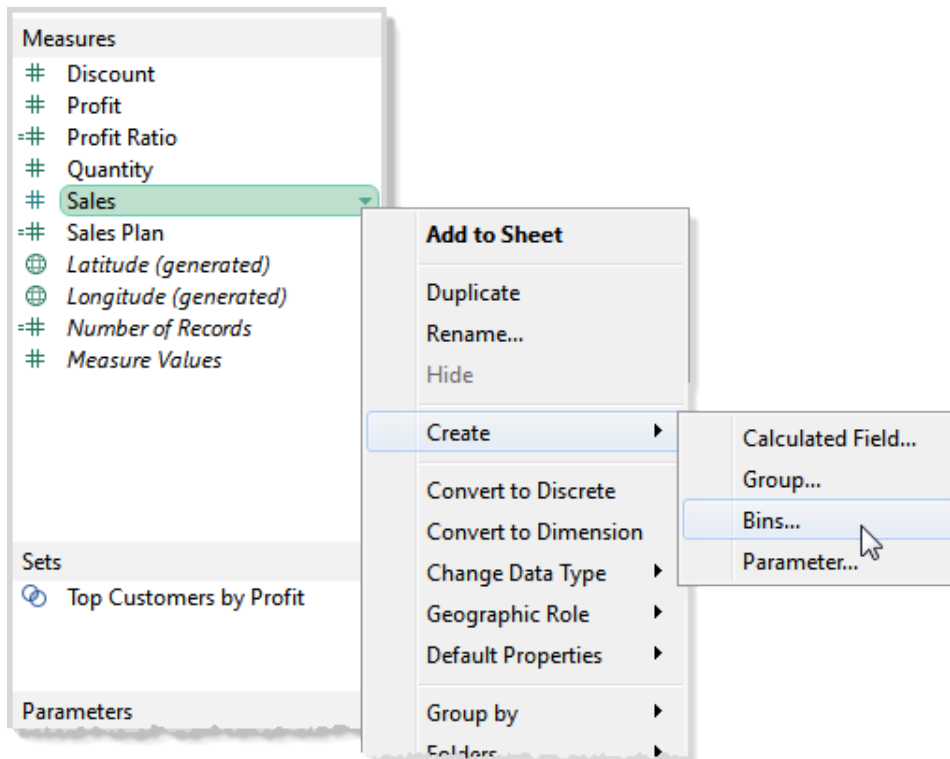 Measures
Discount
Profit
Profit Ratio
Quantity
Sales
Sales Plan
Latitude (generated)
Longitude (generated)
Number of Records
Measure Values
Sets
Top Customers by Profit
Parameters
Add to Sheet
Duplicate
Rename...
Hide
Create
Convert to Discrete
Convert to Dimension
Change Data Type
Geographic Role
Default Properties
Group by
Folders
Calculated Field...
Group...
Bins...
Parameter...